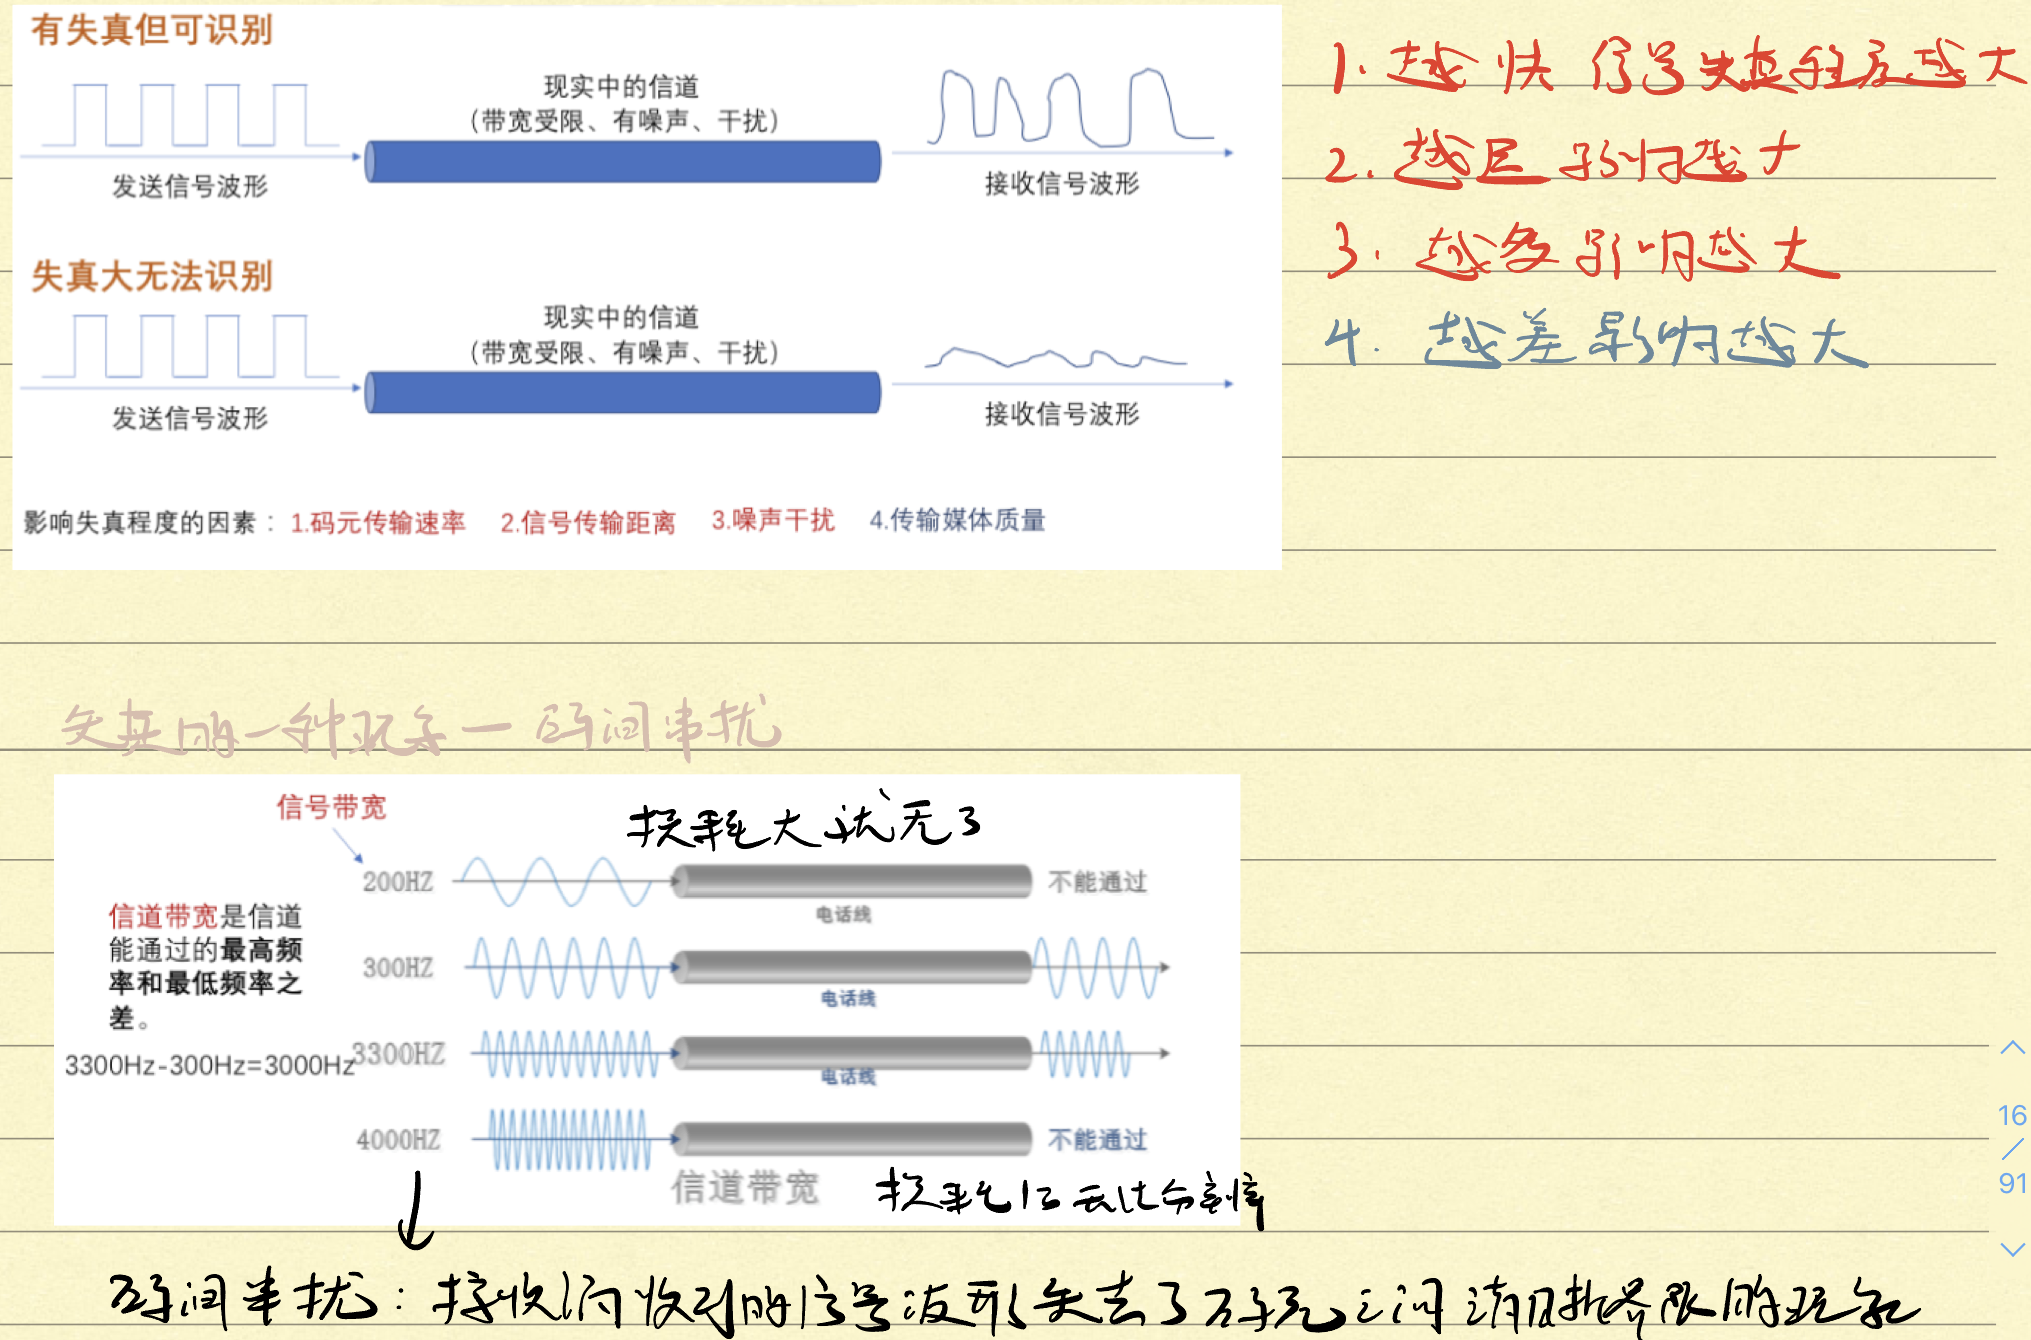 有失真但可识别
现实中的信道
(带宽受限、有噪声、干扰)
发送信号波形
接收信号波形
失真大无法识别
现实中的信道
(带宽受限、有噪声、干扰)
发送信号波形
接收信号波形
影响失真程度的因素： 1.码元传输速率 2.信号传输距离 3.噪声干扰 4.传输媒体质量
1. 越快 信号失真程度越大
2. 越远 影响越大
3. 越多 影响越大
4. 越差 影响越大
失真的一种现象一码间串扰
信号带宽
损耗大 就无了
200HZ
电话线
不能通过
信道带宽是信道
能通过的最高频
率和最低频率之
差。
3300Hz-300Hz=3000Hz
300HZ
电话线
3300HZ
电话线
4000HZ
不能通过
信道带宽
损耗 无法分清
码间串扰：接收端收到的信号波形失去了码元之间清晰界限的现象
16
/
91